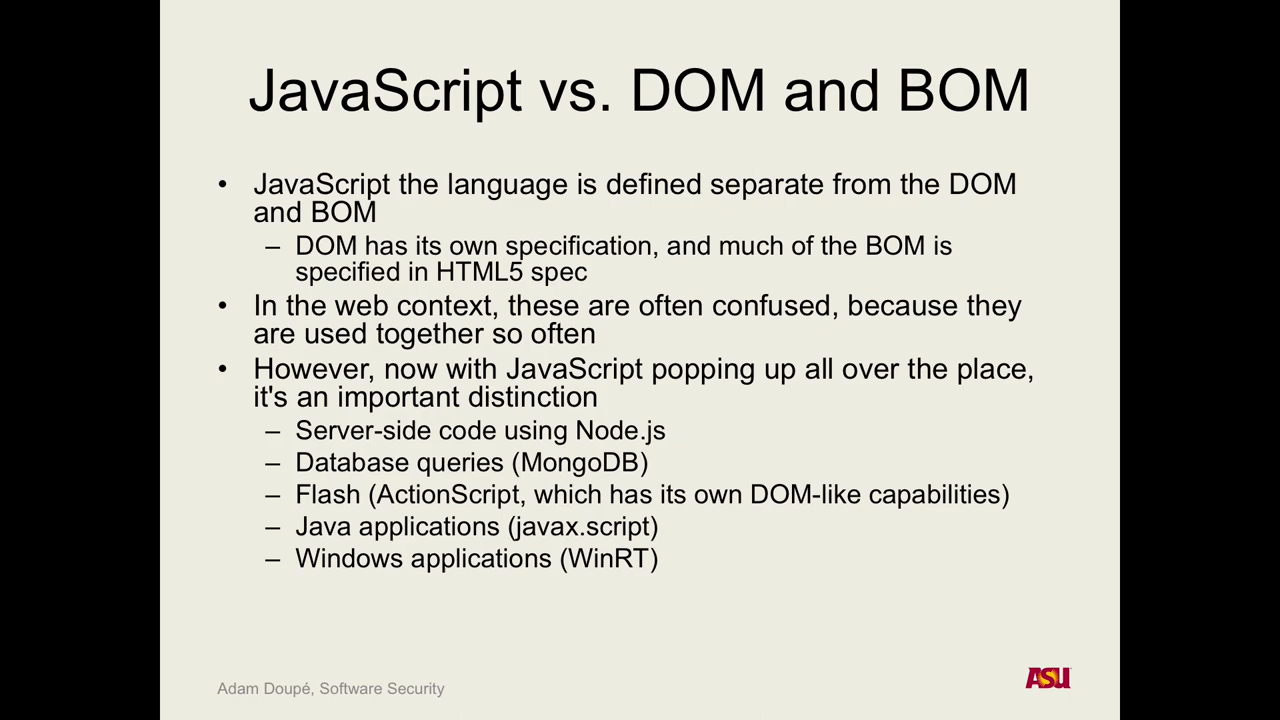 JavaScript vs. DOM and BOM
• JavaScript the language is defined separate from the DOM
and BOM
– DOM has its own specification, and much of the BOM is
specified in HTML5 spec
• In the web context, these are often confused, because they
are used together so often
• However, now with JavaScript popping up all over the place,
it's an important distinction
– Server-side code using Node.js
– Database queries (MongoDB)
– Flash (ActionScript, which has its own DOM-like capabilities)
– Java applications (javax.script)
– Windows applications (WinRT)
Adam Doupé, Software Security
ASU